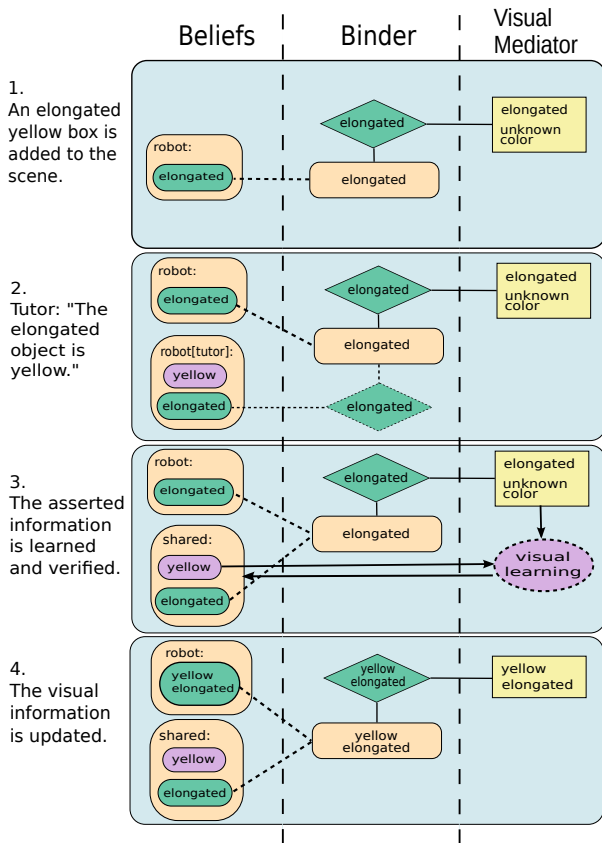 Beliefs
Binder
Visual
Mediator
1.
An elongated
yellow box is
added to the
scene.
robot:
elongated
elongated
elongated
elongated
unknown
color
2.
Tutor: "The
elongated
object is
yellow."
robot:
elongated
robot[tutor]:
yellow
elongated
elongated
elongated
elongated
elongated
unknown
color
3.
The asserted
information
is learned
and verified.
robot:
elongated
shared:
yellow
elongated
elongated
elongated
elongated
unknown
color
visual
learning
4.
The visual
information
is updated.
robot:
yellow
elongated
shared:
yellow
elongated
yellow
elongated
yellow
elongated
yellow
elongated